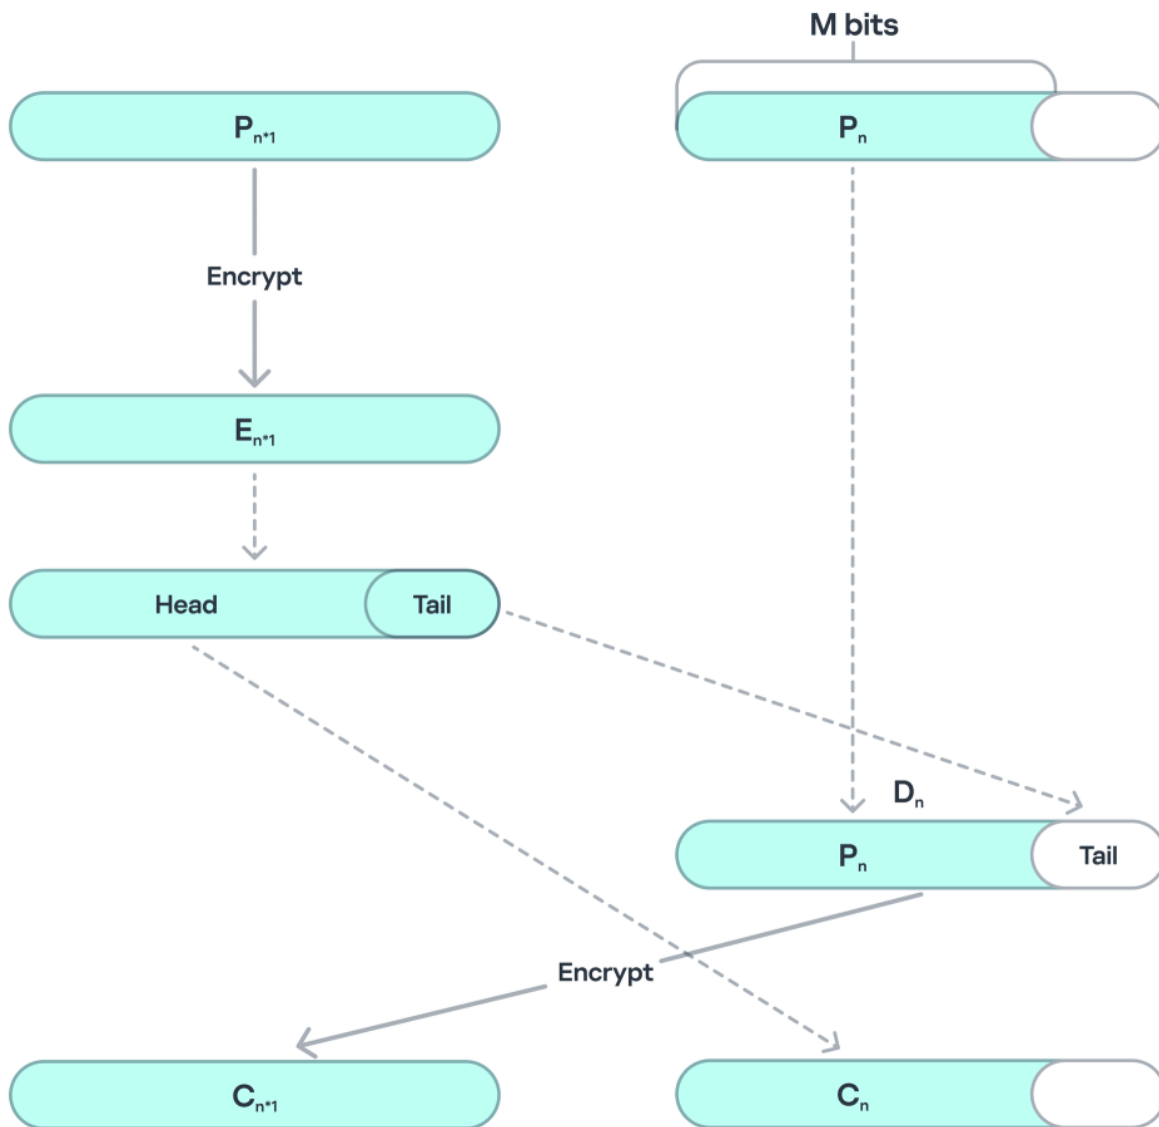 M bits
Pn*1
Pn
Encrypt
En*1
Head
Tail
Dn
Pn
Tail
Encrypt
Cn*1
Cn